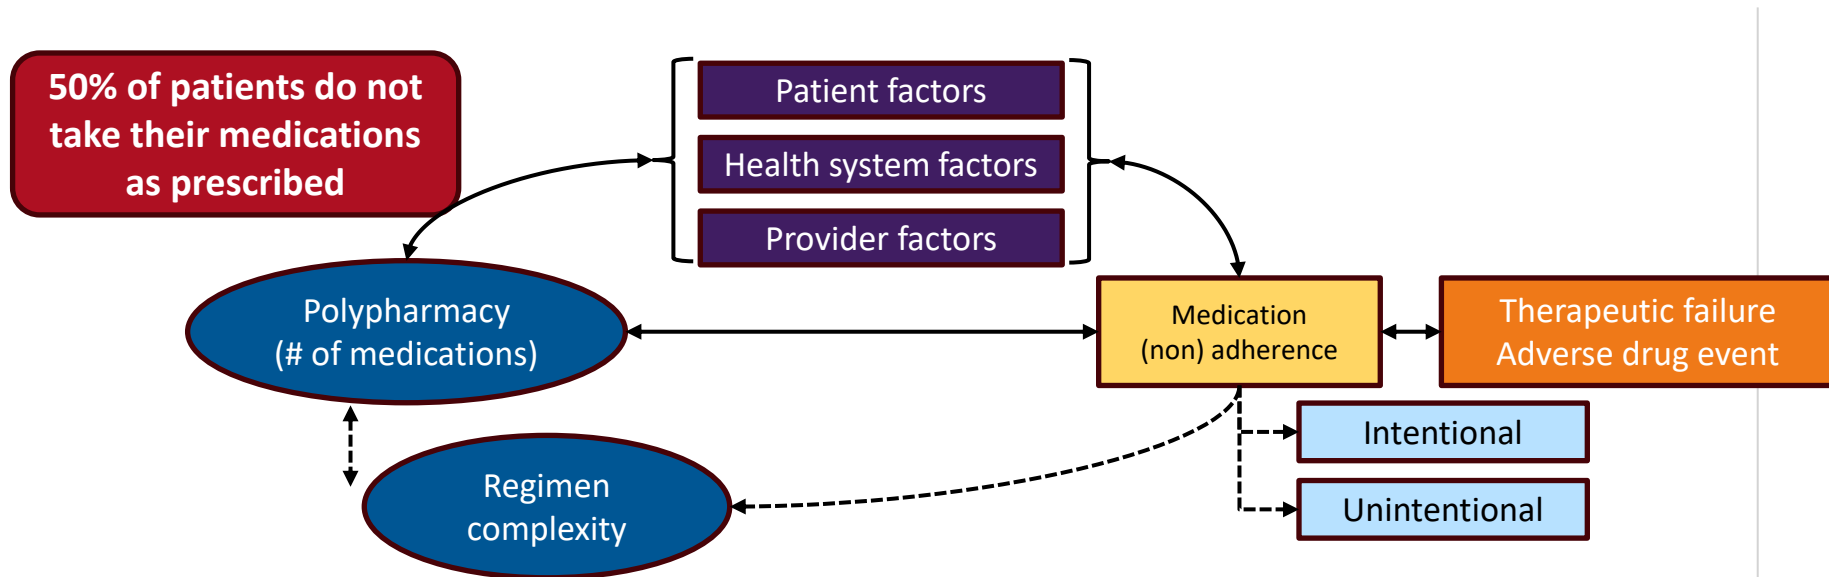 50% of patients do not
take their medications
as prescribed
Patient factors
Health system factors
Provider factors
Polypharmacy
(# of medications)
Medication
(non) adherence
Therapeutic failure
Adverse drug event
Intentional
Unintentional
Regimen
complexity